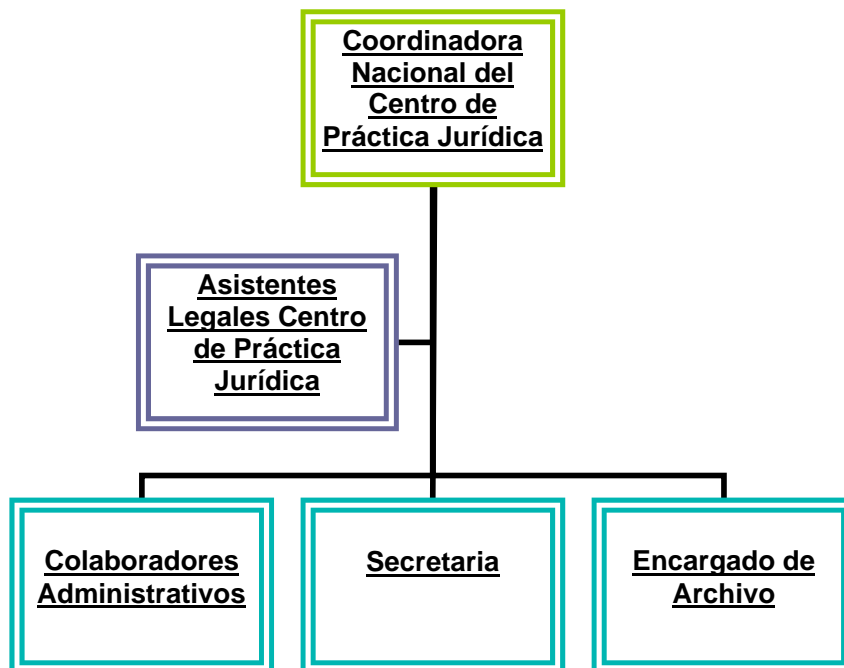 Coordinadora
Nacional del
Centro de
Práctica Jurídica
Asistentes
Legales Centro
de Práctica
Jurídica
Colaboradores
Administrativos
Secretaria
Encargado de
Archivo